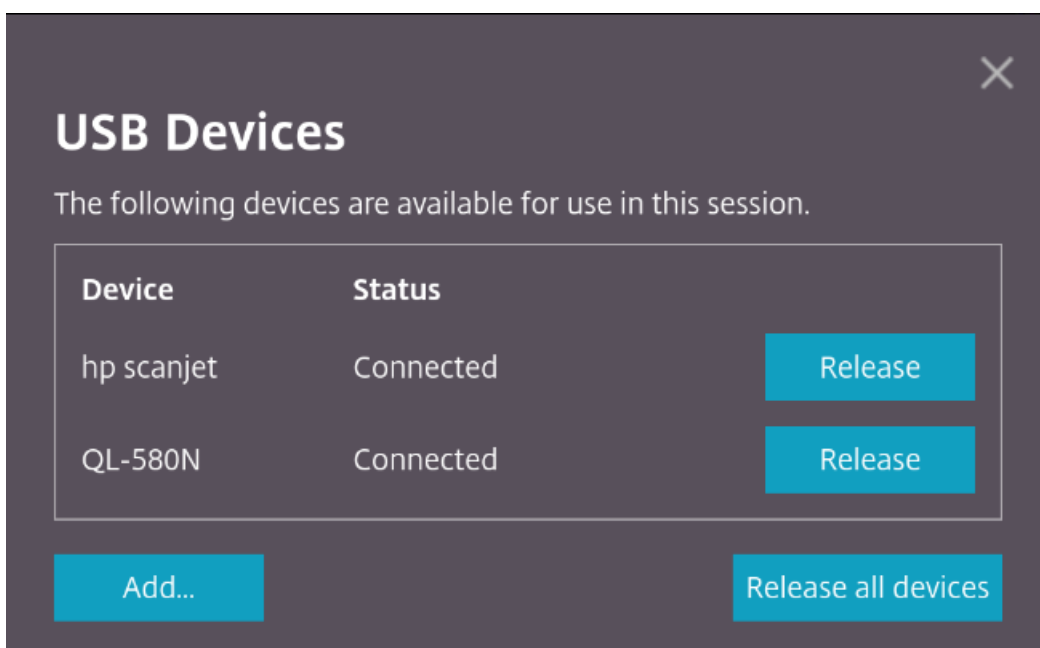 USB Devices
The following devices are available for use in this session.
Device Status
hp scanjet Connected Release
QL-580N Connected Release
Add... Release all devices